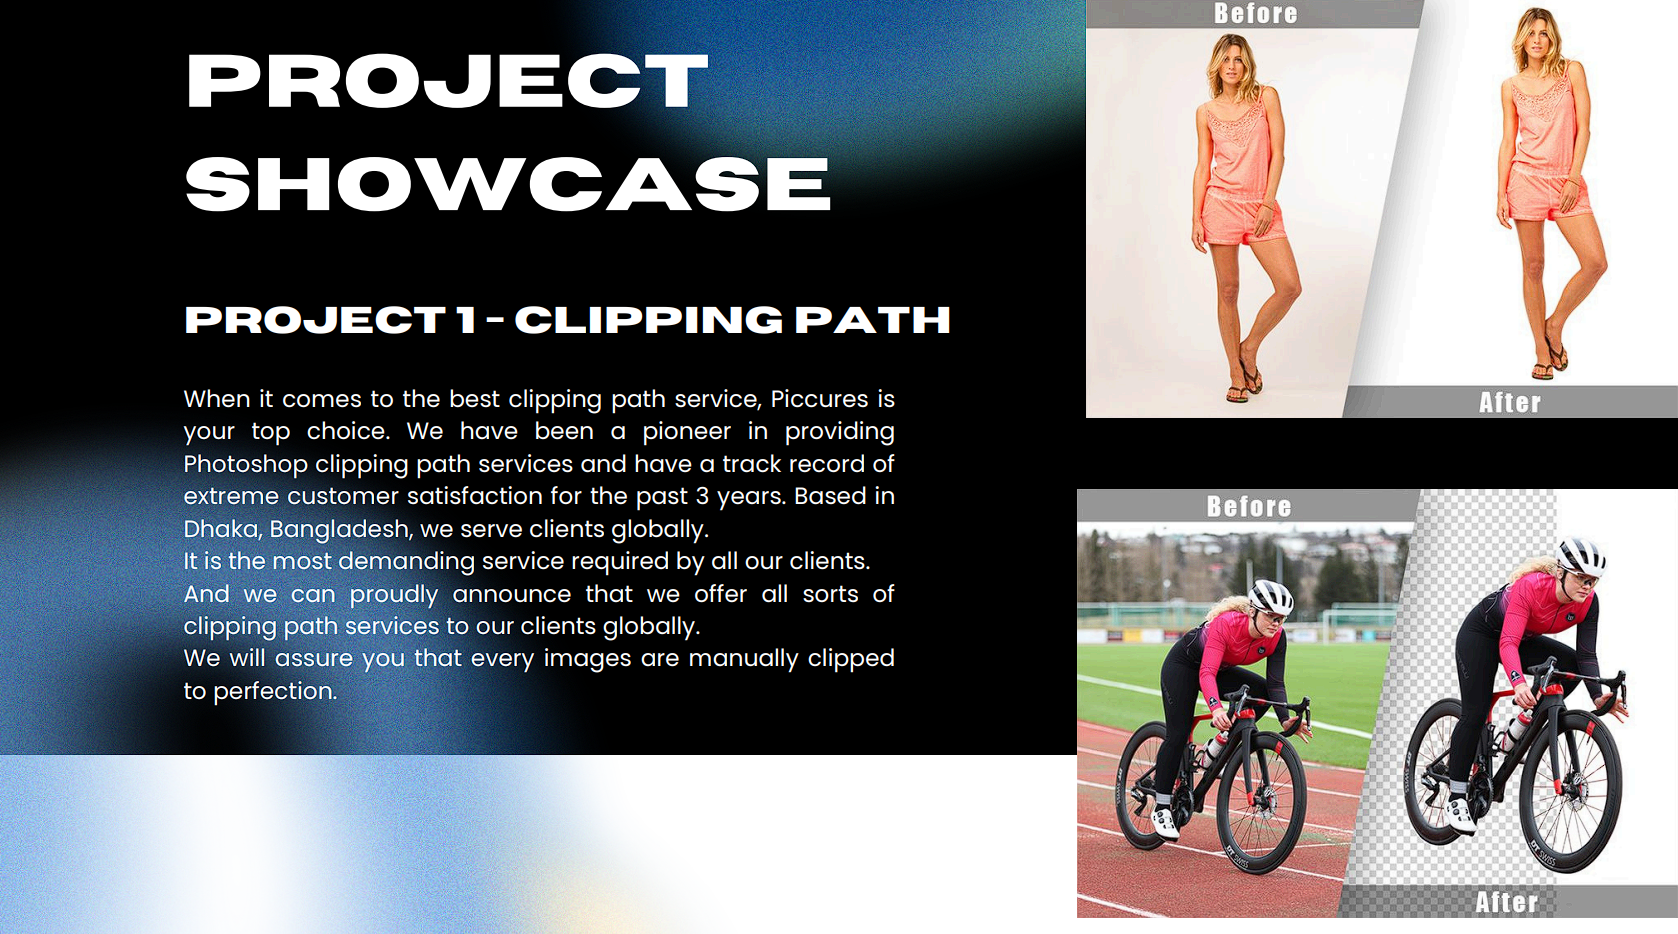 PROJECT
SHOWCASE
PROJECT 1 - CLIPPING PATH
When it comes to the best clipping path service, Piccures is
your top choice. We have been a pioneer in providing
Photoshop clipping path services and have a track record of
extreme customer satisfaction for the past 3 years. Based in
Dhaka, Bangladesh, we serve clients globally.
It is the most demanding service required by all our clients.
And we can proudly announce that we offer all sorts of
clipping path services to our clients globally.
We will assure you that every images are manually clipped
to perfection.
Before
After
Before
DT SWISS
DT SWISS
After